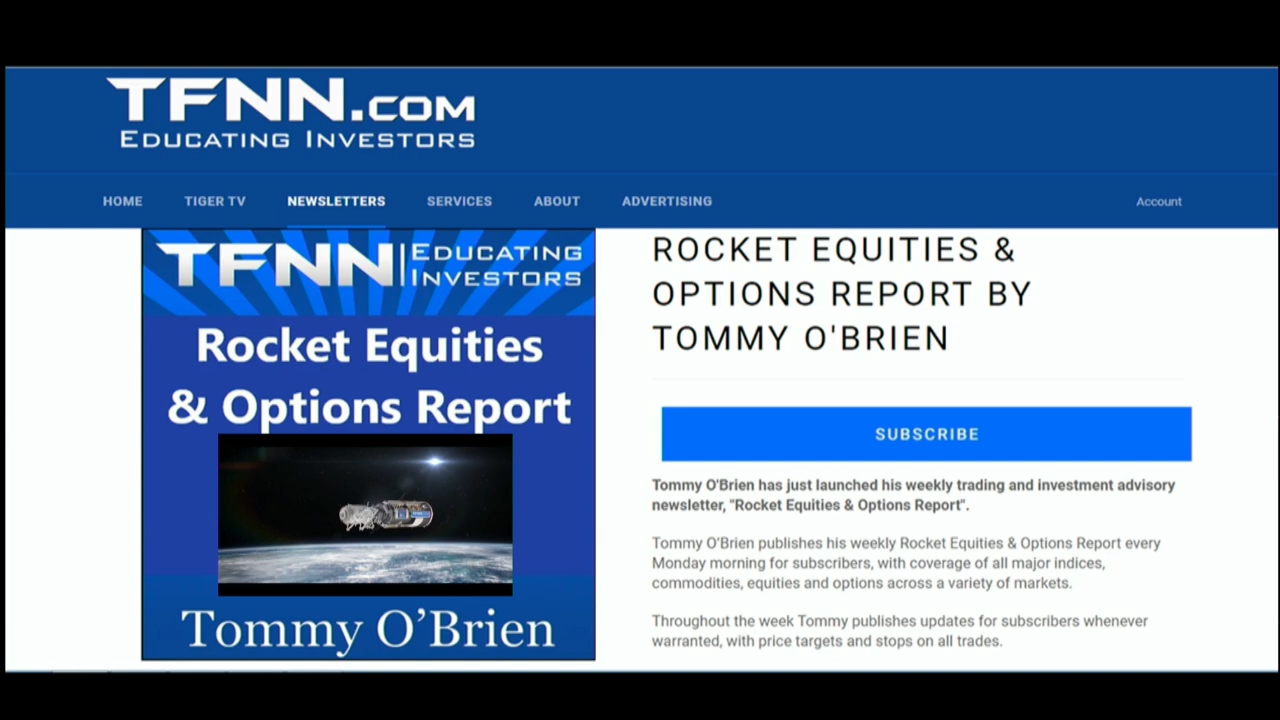 TFNN.COM
EDUCATING INVESTORS
HOME TIGER TV NEWSLETTERS SERVICES ABOUT ADVERTISING Account
TFNN EDUCATING
INVESTORS
Rocket Equities
& Options Report
Tommy O’Brien
ROCKET EQUITIES &
OPTIONS REPORT BY
TOMMY O'BRIEN
SUBSCRIBE
Tommy O'Brien has just launched his weekly trading and investment advisory
newsletter, "Rocket Equities & Options Report".
Tommy O'Brien publishes his weekly Rocket Equities & Options Report every
Monday morning for subscribers, with coverage of all major indices,
commodities, equities and options across a variety of markets.
Throughout the week Tommy publishes updates for subscribers whenever
warranted, with price targets and stops on all trades.